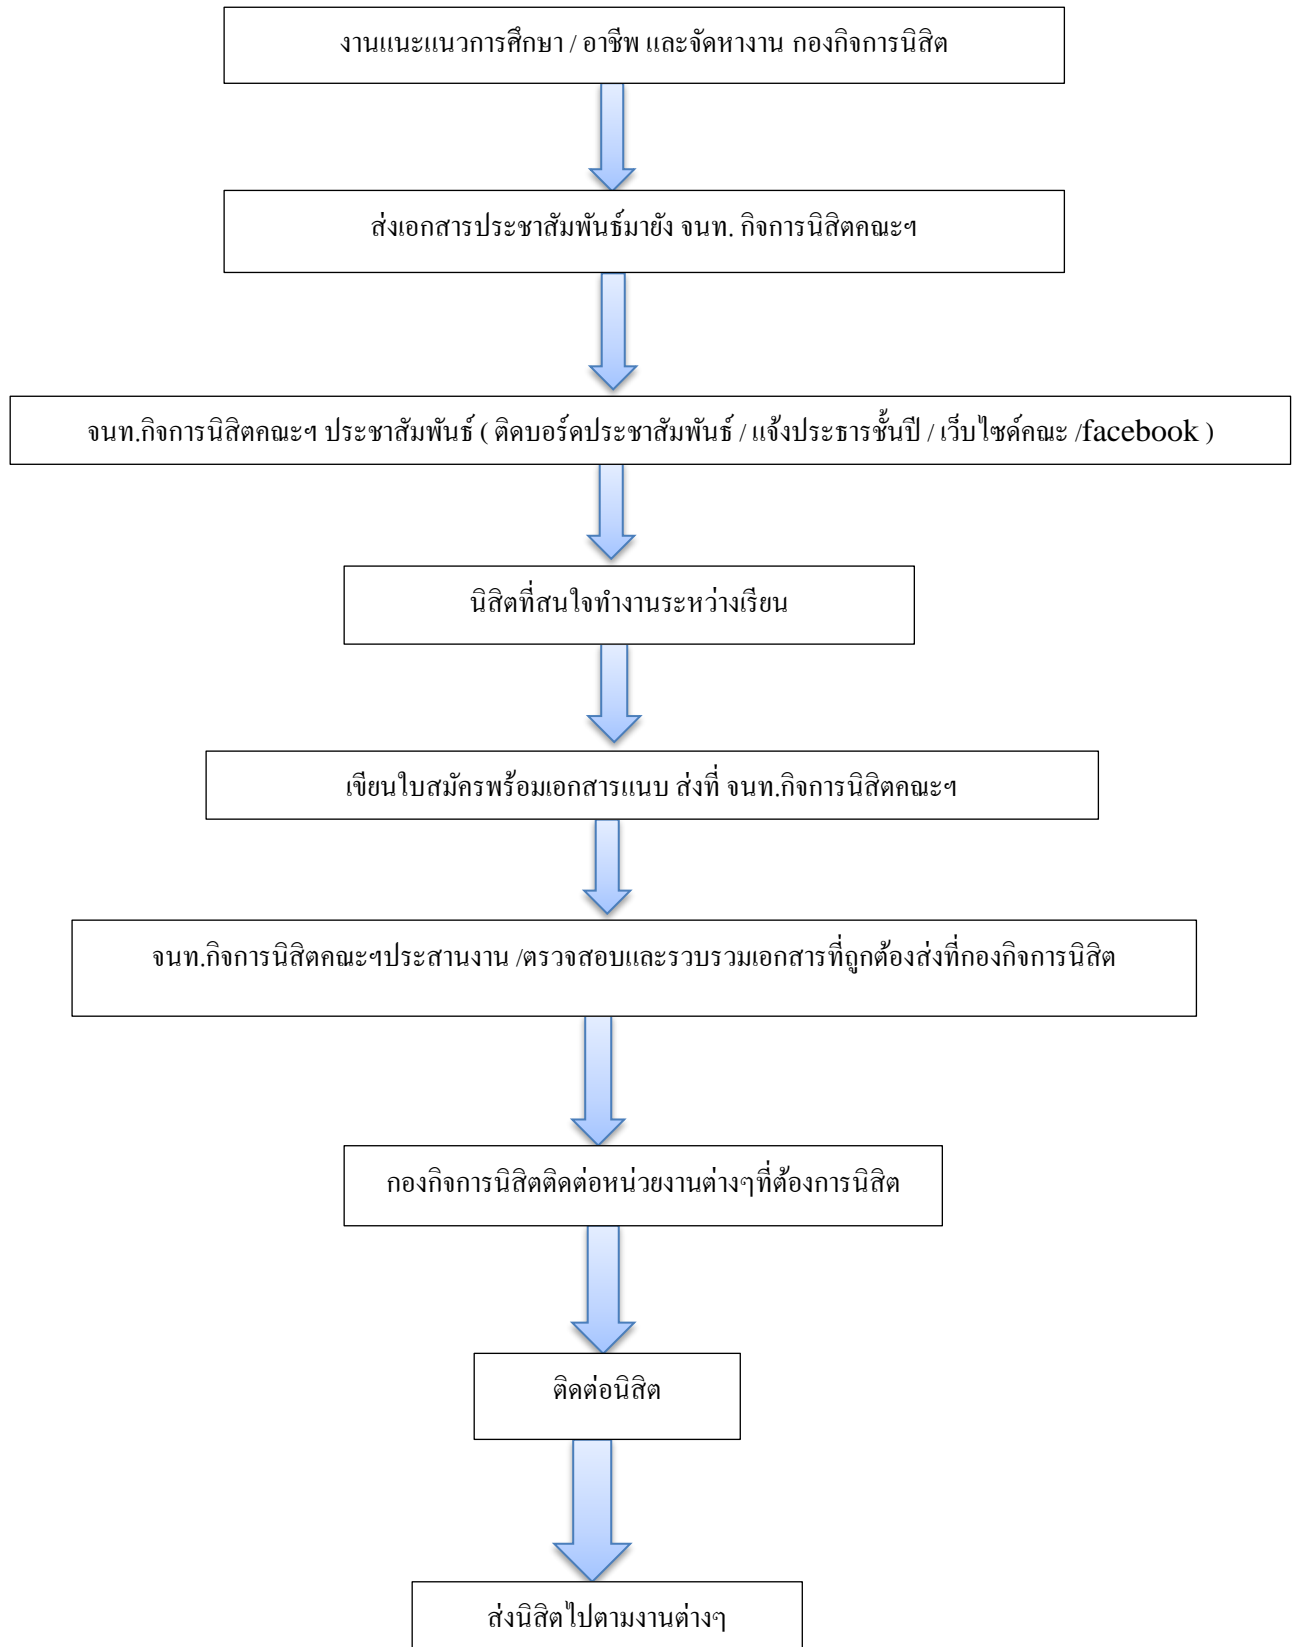 งานแนะแนวการศึกษา / อาชีพ และจัดหางาน กองกิจการนิสิต
ส่งเอกสารประชาสัมพันธ์มายัง จนท. กิจการนิสิตคณะฯ
จนท.กิจการนิสิตคณะฯ ประชาสัมพันธ์ ( ติดบอร์ดประชาสัมพันธ์ / แจ้งประธารชั้นปี / เว็บไซด์คณะ /facebook )
นิสิตที่สนใจทำงานระหว่างเรียน
เขียนใบสมัครพร้อมเอกสารแนบ ส่งที่ จนท.กิจการนิสิตคณะฯ
จนท.กิจการนิสิตคณะฯประสานงาน /ตรวจสอบและรวบรวมเอกสารที่ถูกต้องส่งที่กองกิจการนิสิต
กองกิจการนิสิตติดต่อหน่วยงานต่างๆที่ต้องการนิสิต
ติดต่อนิสิต
ส่งนิสิตไปตามงานต่างๆ